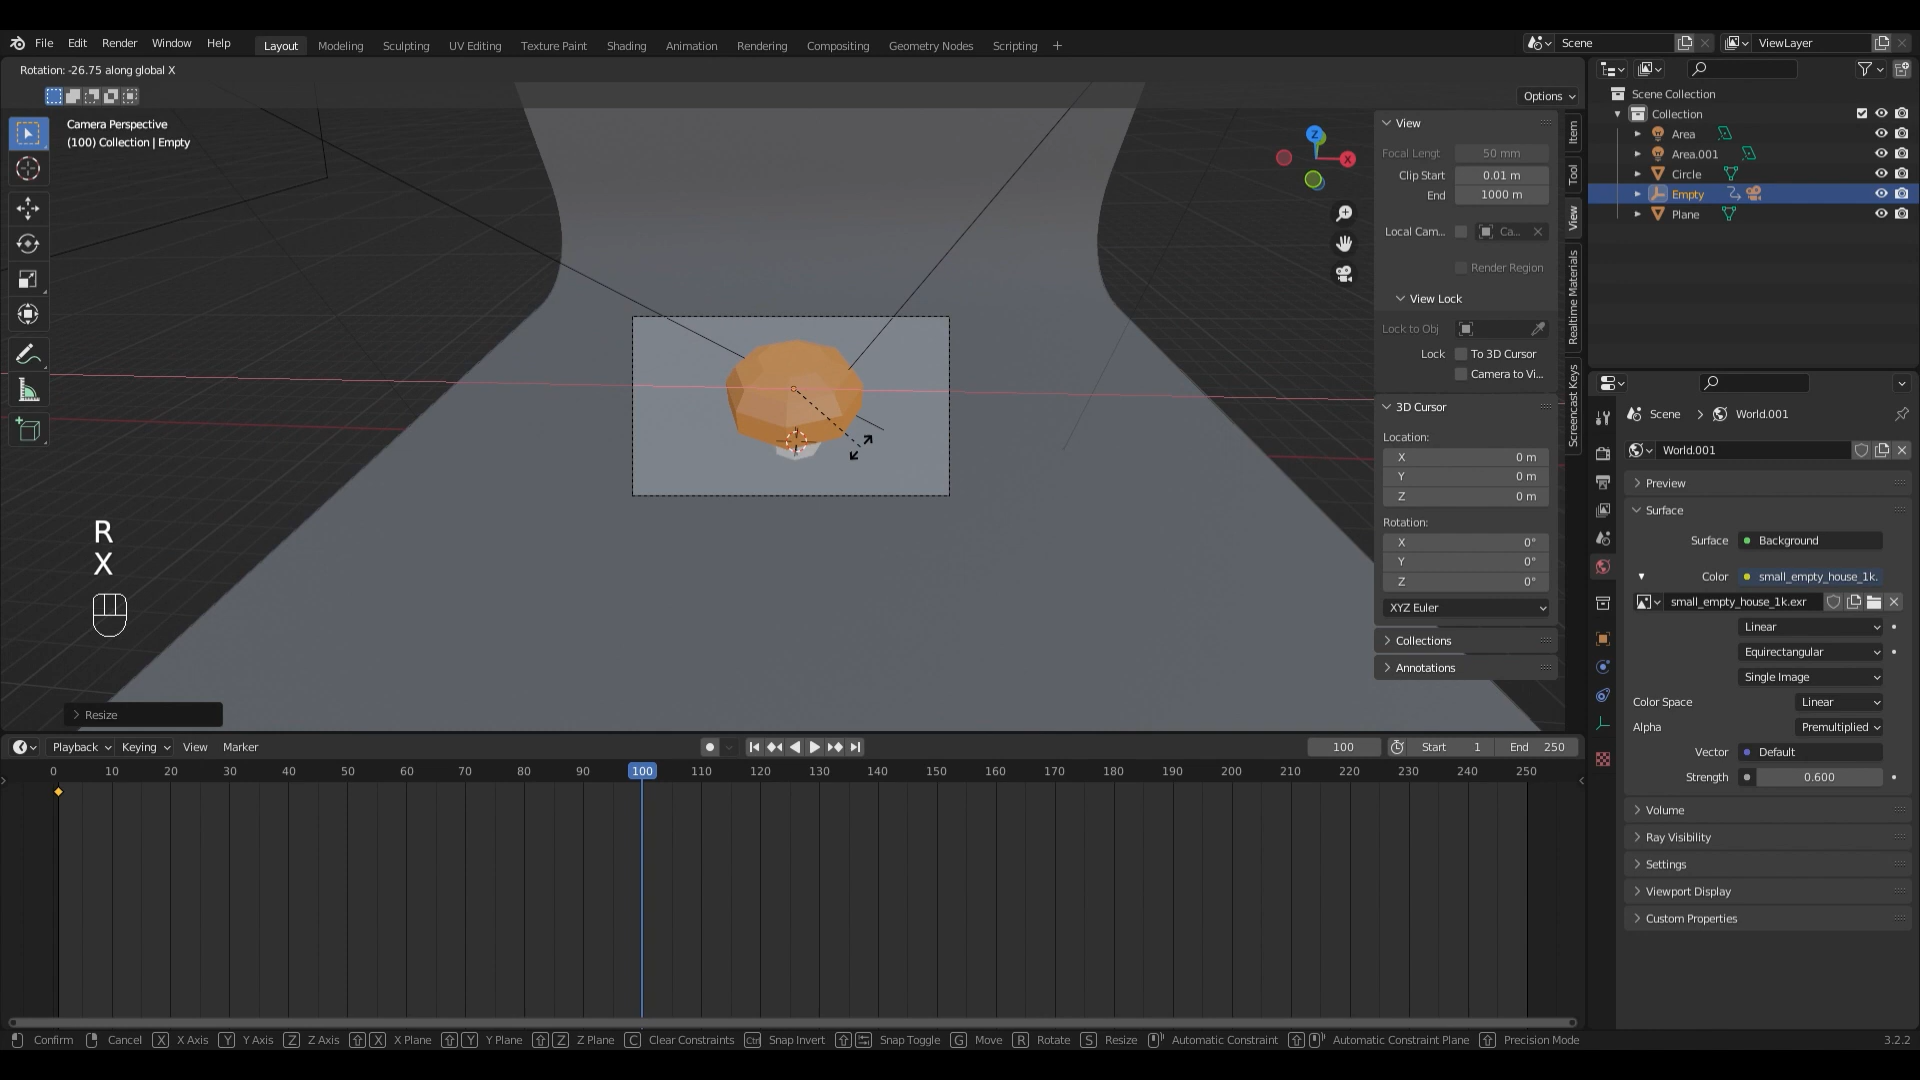 File Edit Render Window Help Layout Modeling Sculpting UV Editing Texture Paint Shading Animation Rendering Compositing Geometry Nodes Scripting + Scene ViewLayer
Rotation: -26.75 along global X
Options
Camera Perspective
(100) Collection | Empty
Z
X
View
Focal Lengt 50 mm
Clip Start 0.01 m
End 1000 m
Local Cam... Ca...
Render Region
View Lock
Lock to Obj
Lock To 3D Cursor
Camera to Vi...
3D Cursor
Location:
X 0 m
Y 0 m
Z 0 m
Rotation:
X 0°
Y 0°
Z 0°
XYZ Euler
Collections
Annotations
Item
Tool
View
Realtime Materials
Screencast Keys
R
X
Resize
Scene Collection
Collection
Area
Area.001
Circle
Empty
Plane
Scene > World.001
World.001
Preview
Surface
Surface Background
Color small_empty_house_1k.
small_empty_house_1k.exr
Linear
Equirectangular
Single Image
Color Space Linear
Alpha Premultiplied
Vector Default
Strength 0.600
Volume
Ray Visibility
Settings
Viewport Display
Custom Properties
Playback Keying View Marker 100 Start 1 End 250
0 10 20 30 40 50 60 70 80 90 100 110 120 130 140 150 160 170 180 190 200 210 220 230 240 250
Confirm Cancel X X Axis Y Y Axis Z Z Axis X X Plane Y Y Plane Z Z Plane C Clear Constraints Ctrl Snap Invert Snap Toggle G Move R Rotate S Resize Automatic Constraint Automatic Constraint Plane Precision Mode 3.2.2